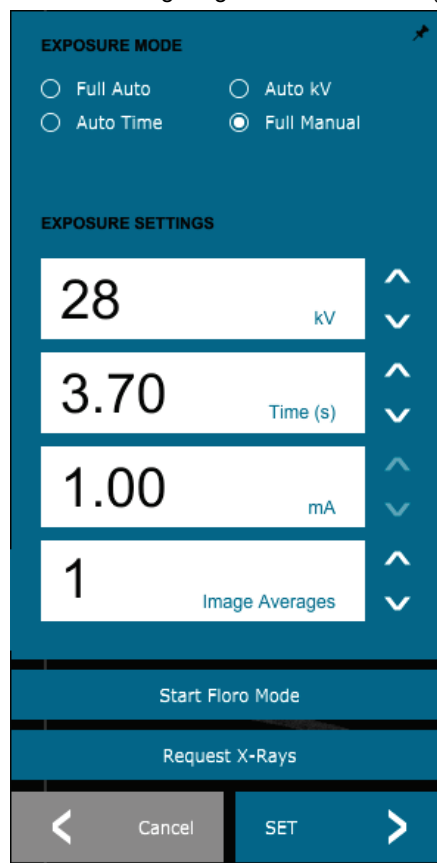 EXPOSURE MODE
Full Auto Auto kV
Auto Time Full Manual
EXPOSURE SETTINGS
28 kV
3.70 Time (s)
1.00 mA
1 Image Averages
Start Floro Mode
Request X-Rays
Cancel SET